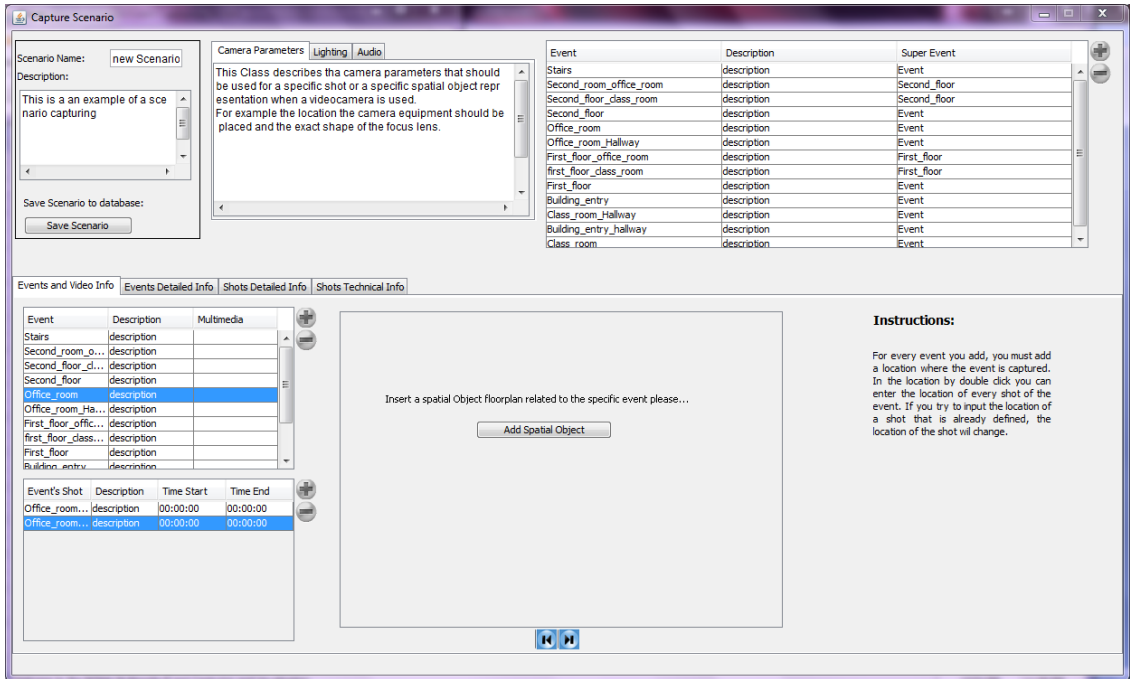 Capture Scenario
Scenario Name: new Scenario
Description:
This is a an example of a sce
nario capturing
Save Scenario to database:
Save Scenario
Camera Parameters Lighting Audio
This Class describes tha camera parameters that should
be used for a specific shot or a specific spatial object repr
esentation when a videocamera is used.
For example the location the camera equipment should be
placed and the exact shape of the focus lens.
Event Description Super Event
Stairs description Event
Second_room_office_room description Second_floor
Second_floor_class_room description Second_floor
Second_floor description Event
Office_room description Event
Office_room_Hallway description Event
First_floor_office_room description First_floor
first_floor_class_room description First_floor
First_floor description Event
Building_entry description Event
Class_room_Hallway description Event
Building_entry_hallway description Event
Class_room description Event
Events and Video Info Events Detailed Info Shots Detailed Info Shots Technical Info
Event Description Multimedia
Stairs description
Second_room_o... description
Second_floor_cl... description
Second_floor description
Office_room description
Office_room_Ha... description
First_floor_offic... description
first_floor_class... description
First_floor description
Building_entry description
Event's Shot Description Time Start Time End
Office_room... description 00:00:00 00:00:00
Office_room... description 00:00:00 00:00:00
Insert a spatial Object floorplan related to the specific event please...
Add Spatial Object
Instructions:
For every event you add, you must add
a location where the event is captured.
In the location by double click you can
enter the location of every shot of the
event. If you try to input the location of
a shot that is already defined, the
location of the shot wil change.